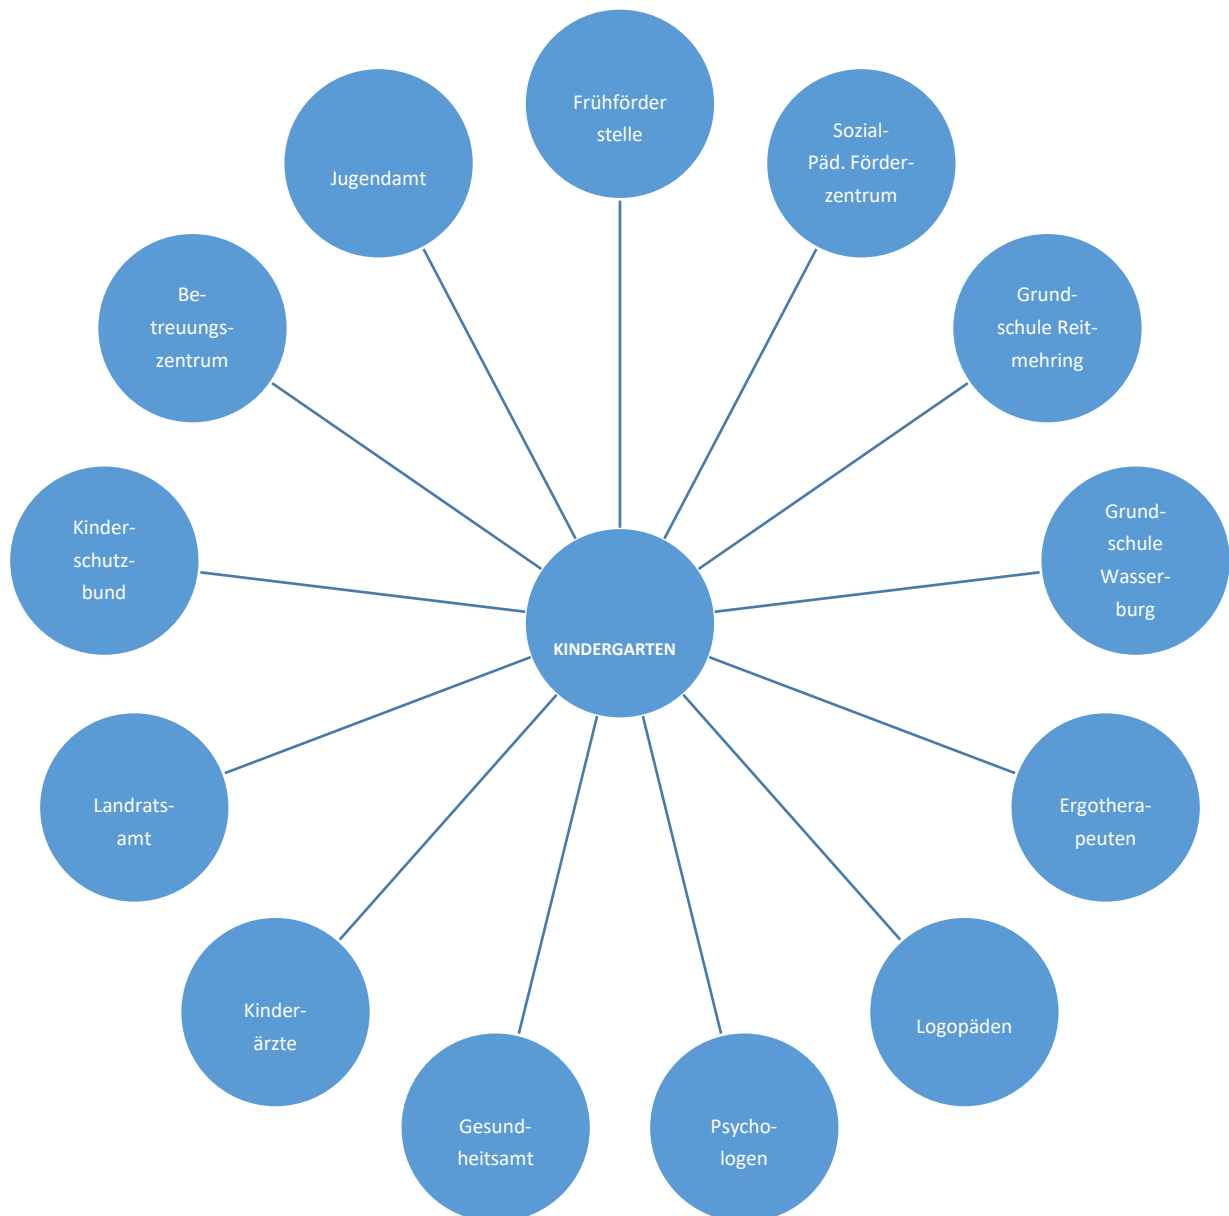 Frühförder
stelle
Sozial-
Päd. Förder-
zentrum
Grund-
schule Reit-
mehring
Grund-
schule
Wasser-
burg
Ergothera-
peuten
Logopäden
Psycho-
logen
Gesund-
heitsamt
Kinder-
ärzte
Landrats-
amt
Kinder-
schutz-
bund
Be-
treuungs-
zentrum
Jugendamt
KINDERGARTEN